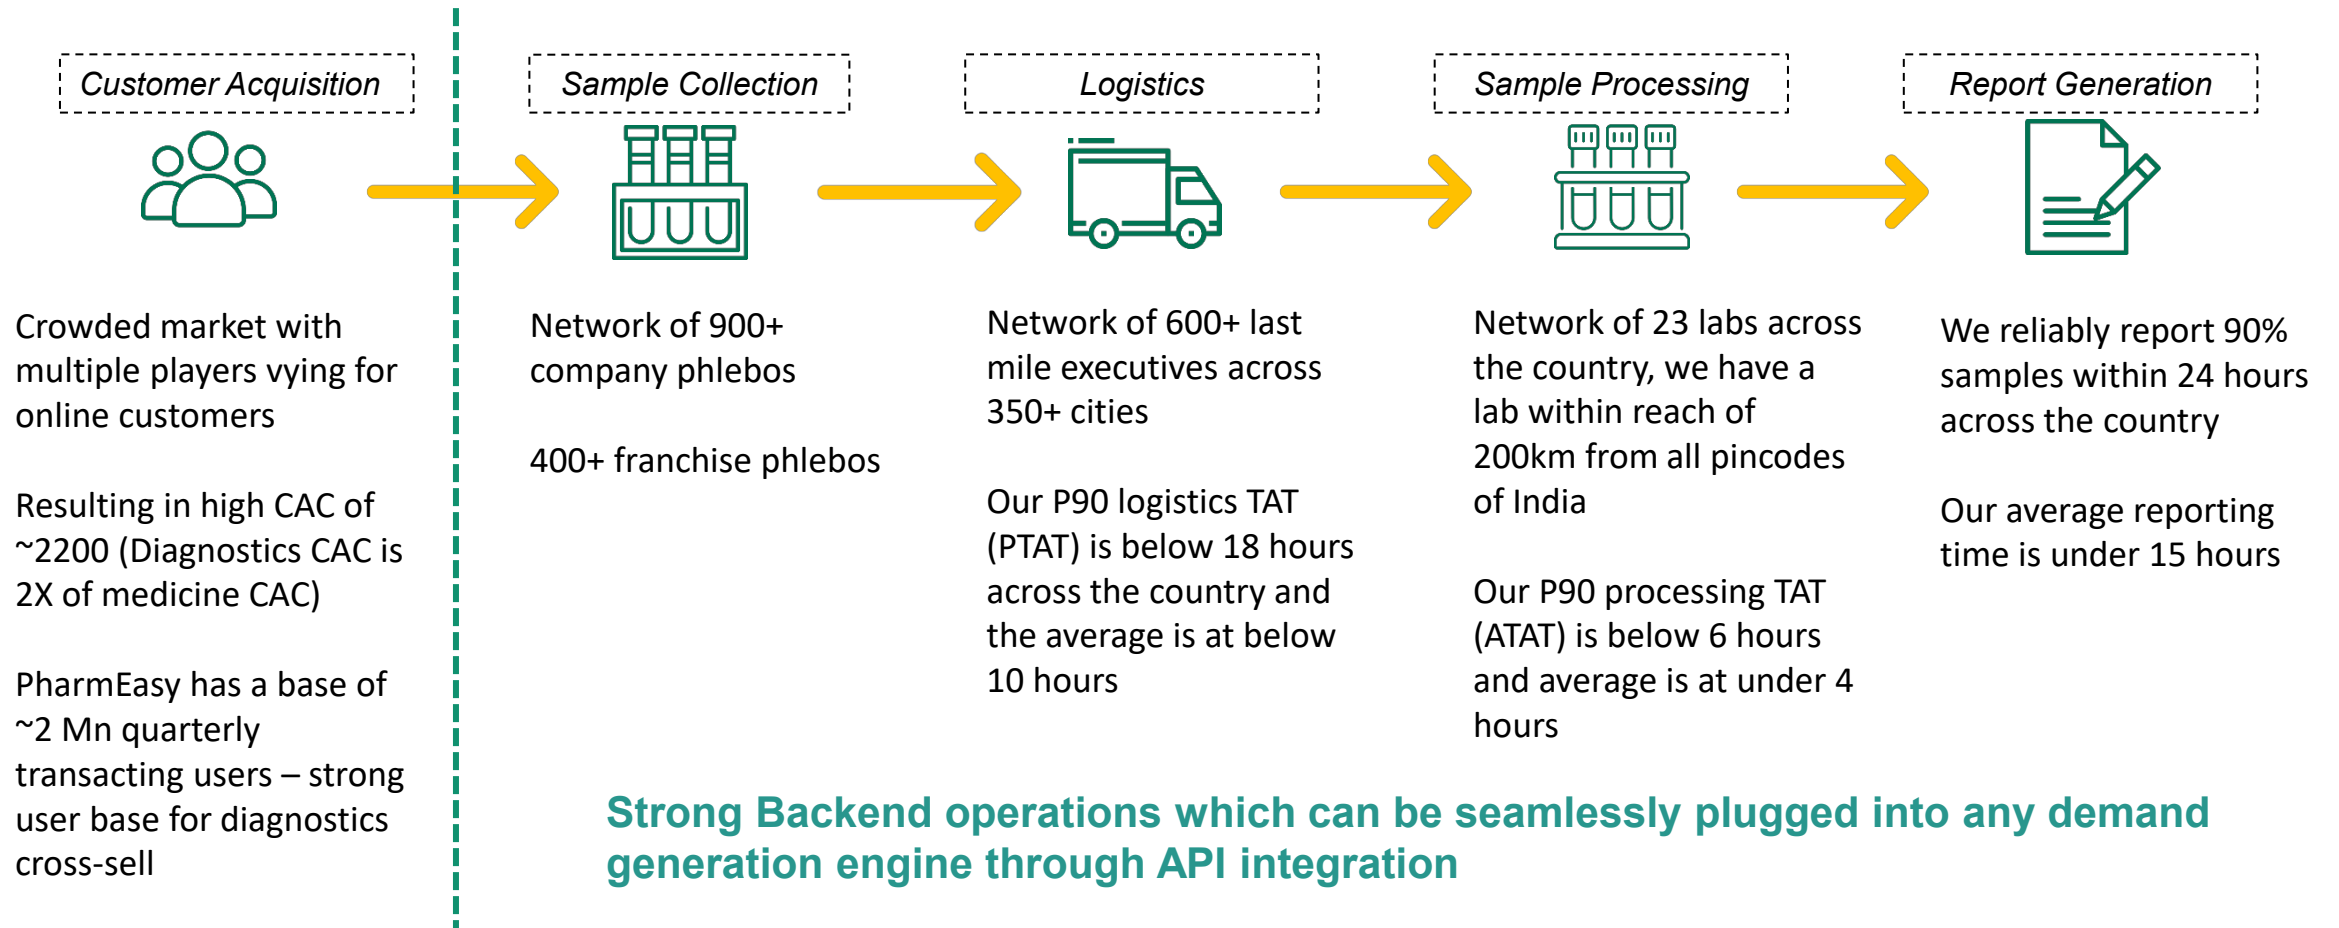 Customer Acquisition
Crowded market with
multiple players vying for
online customers
Resulting in high CAC of
~2200 (Diagnostics CAC is
2X of medicine CAC)
PharmEasy has a base of
~2 Mn quarterly
transacting users – strong
user base for diagnostics
cross-sell
Sample Collection
Network of 900+
company phlebos
400+ franchise phlebos
Logistics
Network of 600+ last
mile executives across
350+ cities
Our P90 logistics TAT
(PTAT) is below 18 hours
across the country and
the average is at below
10 hours
Sample Processing
Network of 23 labs across
the country, we have a
lab within reach of
200km from all pincodes
of India
Our P90 processing TAT
(ATAT) is below 6 hours
and average is at under 4
hours
Report Generation
We reliably report 90%
samples within 24 hours
across the country
Our average reporting
time is under 15 hours
Strong Backend operations which can be seamlessly plugged into any demand
generation engine through API integration